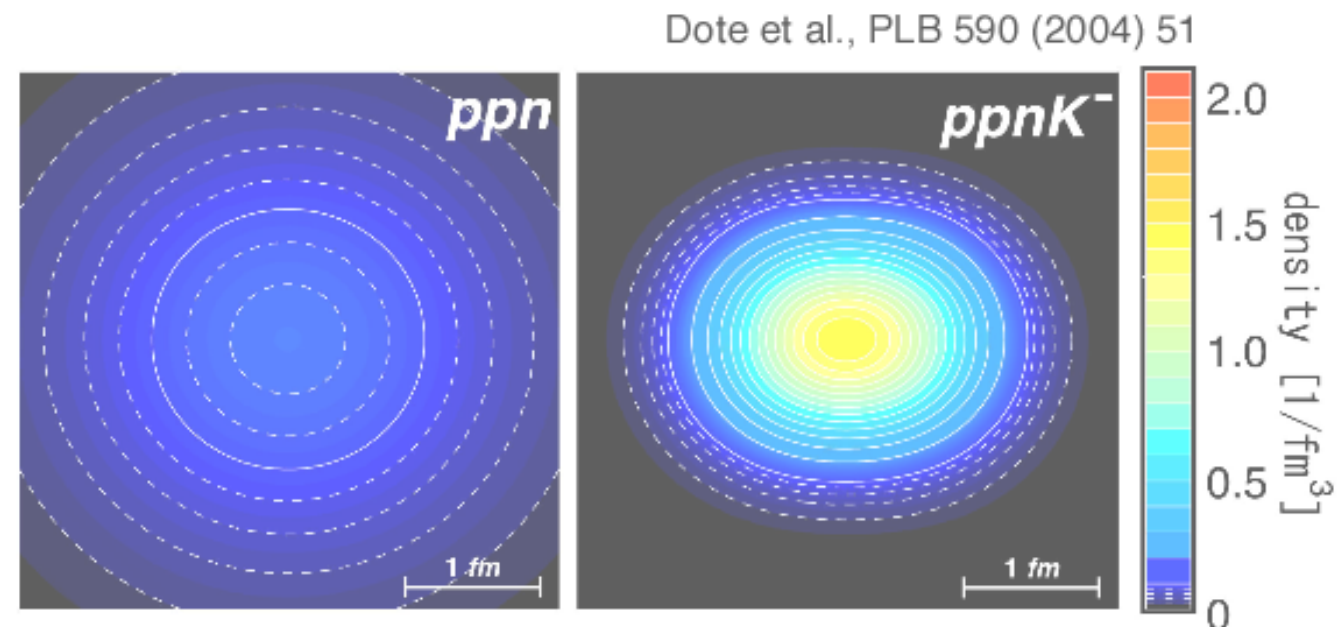 Dote et al., PLB 590 (2004) 51
ppn
ppnK⁻
2.0
1.5
1.0
0.5
0
density [1/fm³]
1 fm
1 fm